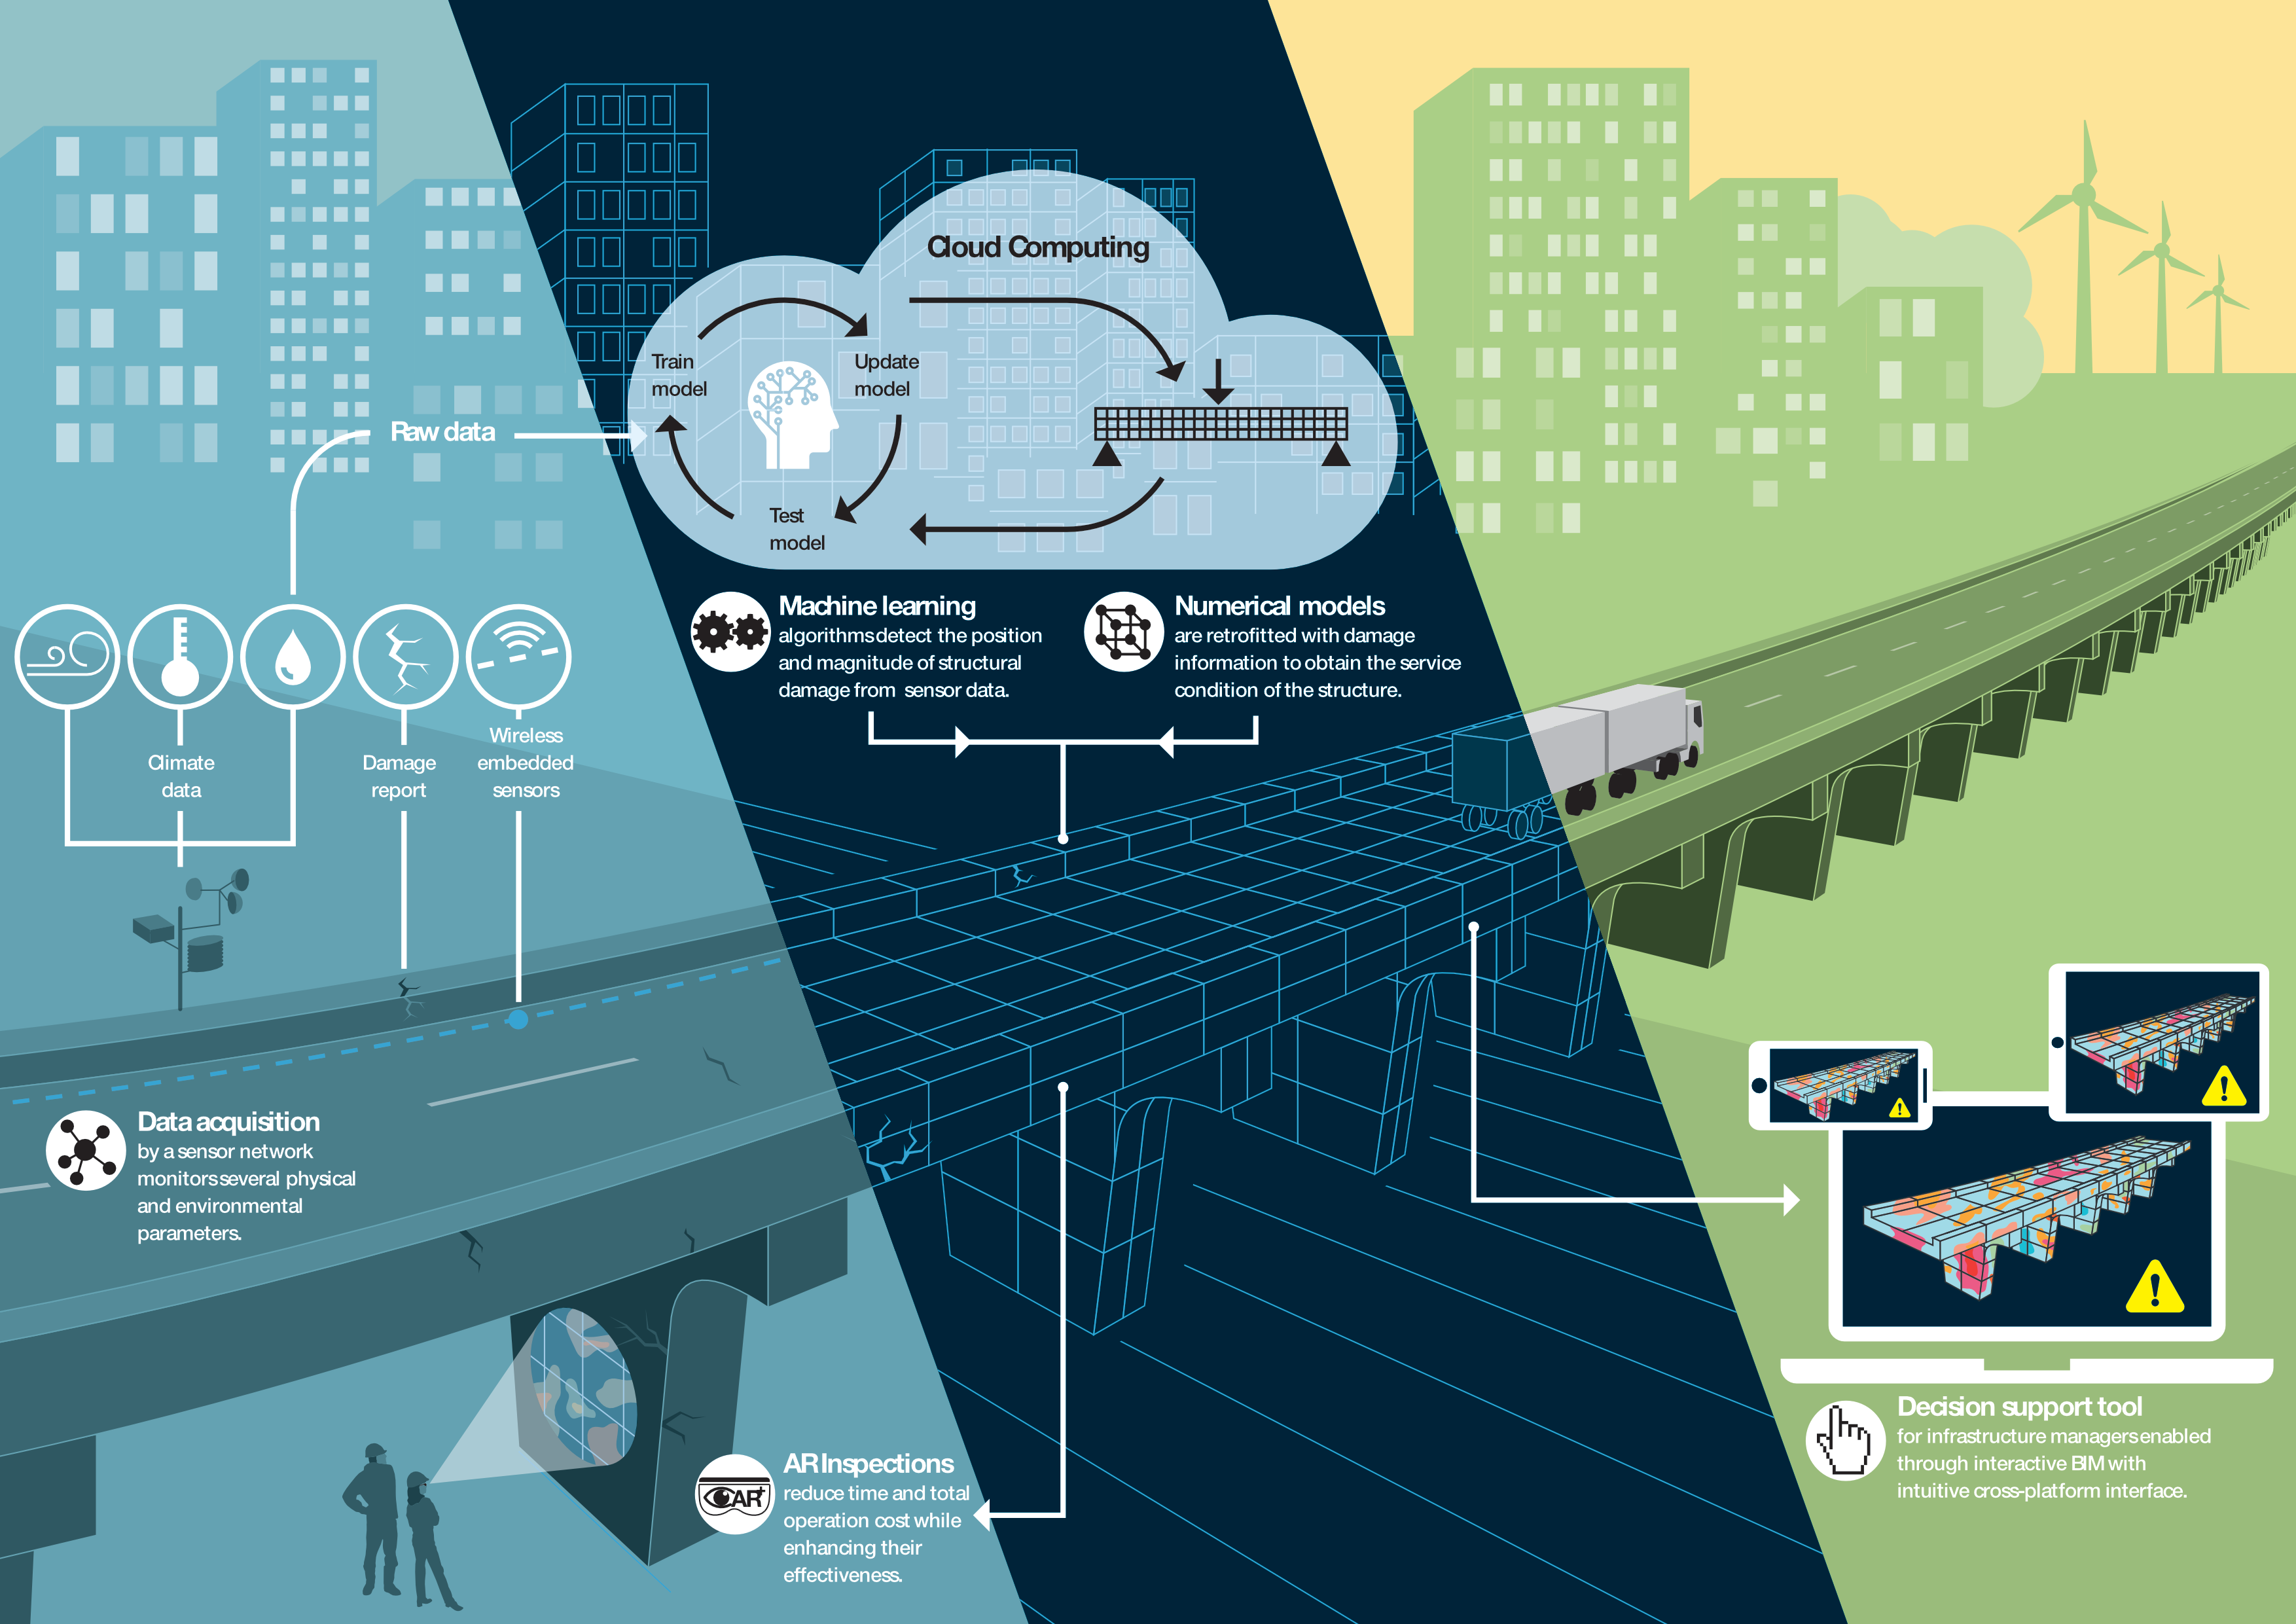 Cloud Computing
Train
model
Update
model
Test
model
Raw data
Machine learning
algorithms detect the position
and magnitude of structural
damage from sensor data.
Numerical models
are retrofitted with damage
information to obtain the service
condition of the structure.
Climate
data
Damage
report
Wireless
embedded
sensors
Data acquisition
by a sensor network
monitors several physical
and environmental
parameters.
AR+
AR Inspections
reduce time and total
operation cost while
enhancing their
effectiveness.
!
!
!
Decision support tool
for infrastructure managers enabled
through interactive BIM with
intuitive cross-platform interface.